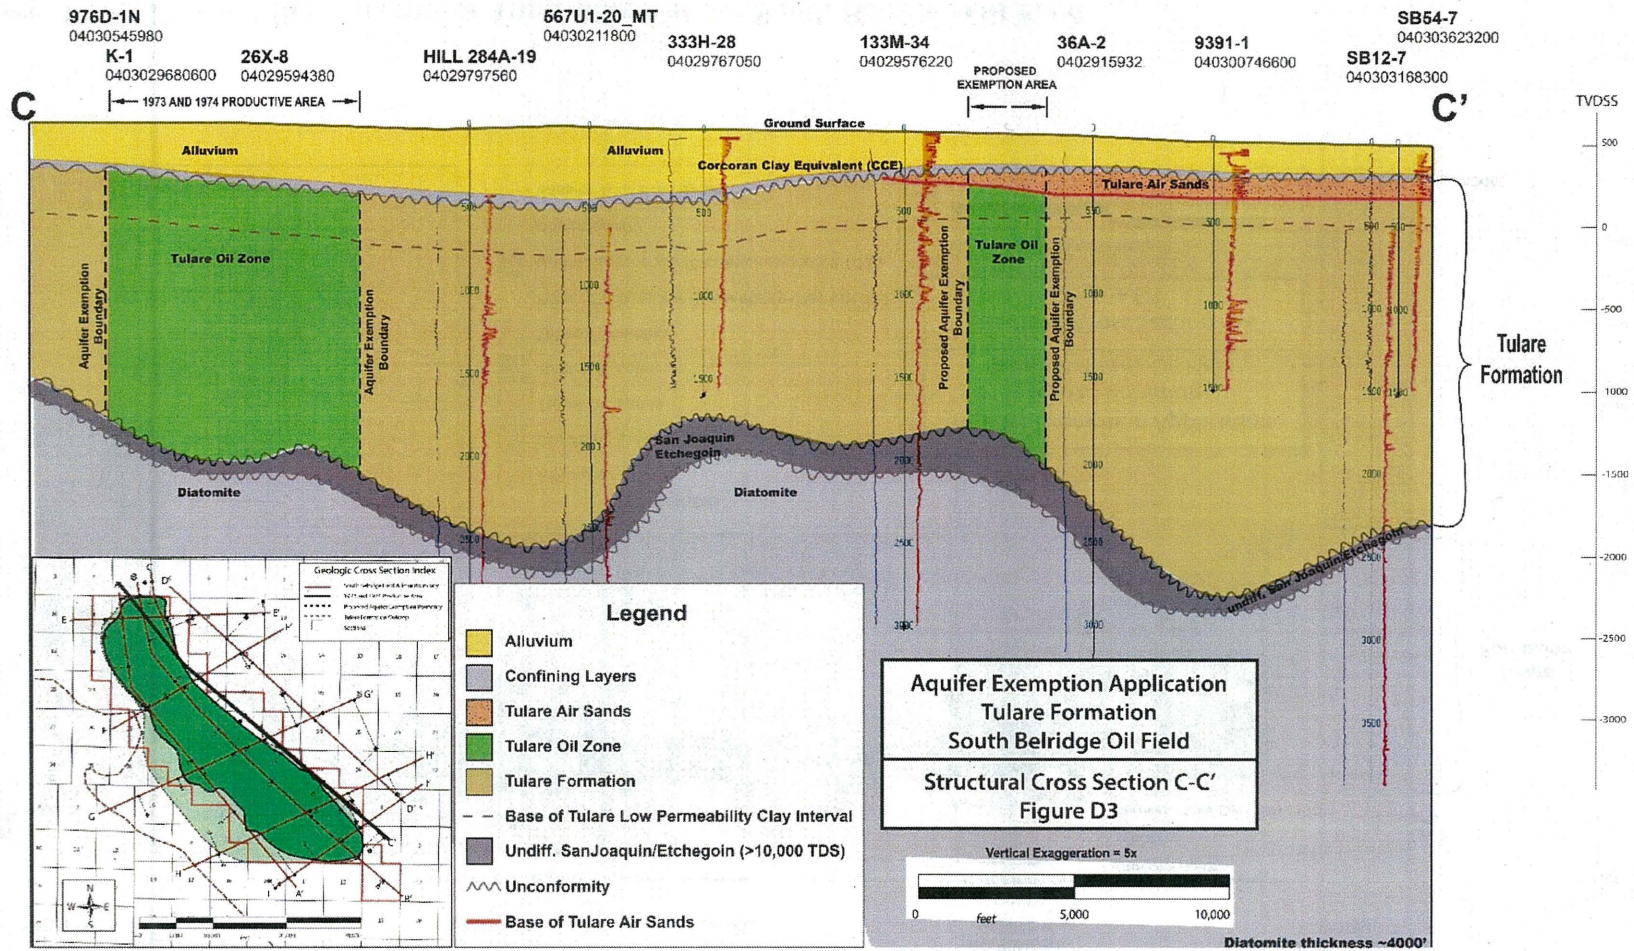 976D-1N
04030545980
K-1
0403029680600
26X-8
04029594380
HILL 284A-19
04029797560
567U1-20_MT
04030211800
333H-28
04029767050
133M-34
04029576220
36A-2
0402915932
9391-1
040300746600
SB54-7
040303623200
SB12-7
040303168300
C
1973 AND 1974 PRODUCTIVE AREA
PROPOSED
EXEMPTION AREA
C'
TVDSS
Ground Surface
Alluvium
Alluvium
Corcoran Clay Equivalent (CCE)
Tulare Air Sands
Tulare Oil Zone
Tulare Oil
Zone
Aquifer Exemption
Boundary
Aquifer Exemption
Boundary
Proposed Aquifer Exemption
Boundary
Proposed Aquifer Exemption
Boundary
San Joaquin
Etchegoin
Diatomite
Diatomite
undiff. San Joaquin/Etchegoin
Tulare
Formation
500
0
-500
-1000
-1500
-2000
-2500
-3000
Geologic Cross Section Index
Legend
Alluvium
Confining Layers
Tulare Air Sands
Tulare Oil Zone
Tulare Formation
Base of Tulare Low Permeability Clay Interval
Undiff. SanJoaquin/Etchegoin (>10,000 TDS)
Unconformity
Base of Tulare Air Sands
Aquifer Exemption Application
Tulare Formation
South Belridge Oil Field
Structural Cross Section C-C'
Figure D3
Vertical Exaggeration = 5x
0 feet 5,000 10,000
Diatomite thickness ~4000'